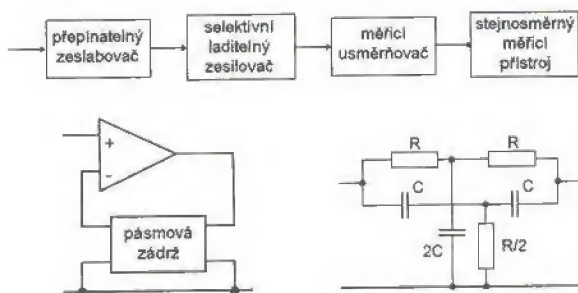 přepínatelný
zeslabovač
selektivní
laditelný
zesilovač
měřicí
usměrňovač
stejnosměrný
měřicí
přístroj
+
-
pásmová
zádrž
R
R
C
C
2C
R/2